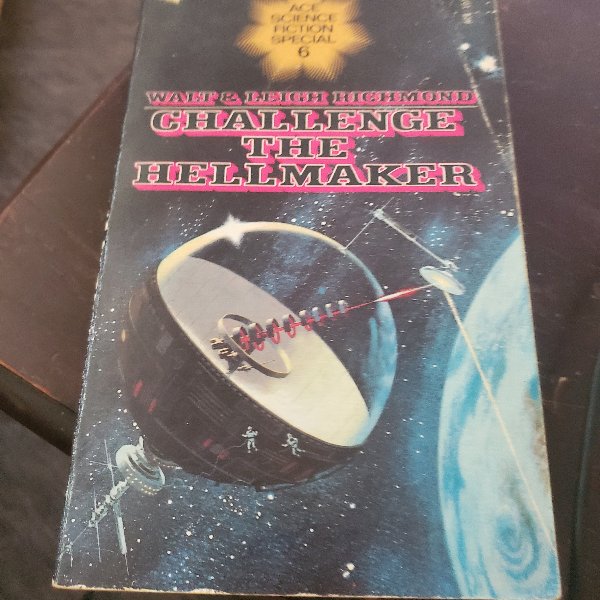 ACE
SCIENCE
FICTION
SPECIAL
6
WALT & LEIGH RICHMOND
CHALLENGE
THE
HELLMAKER